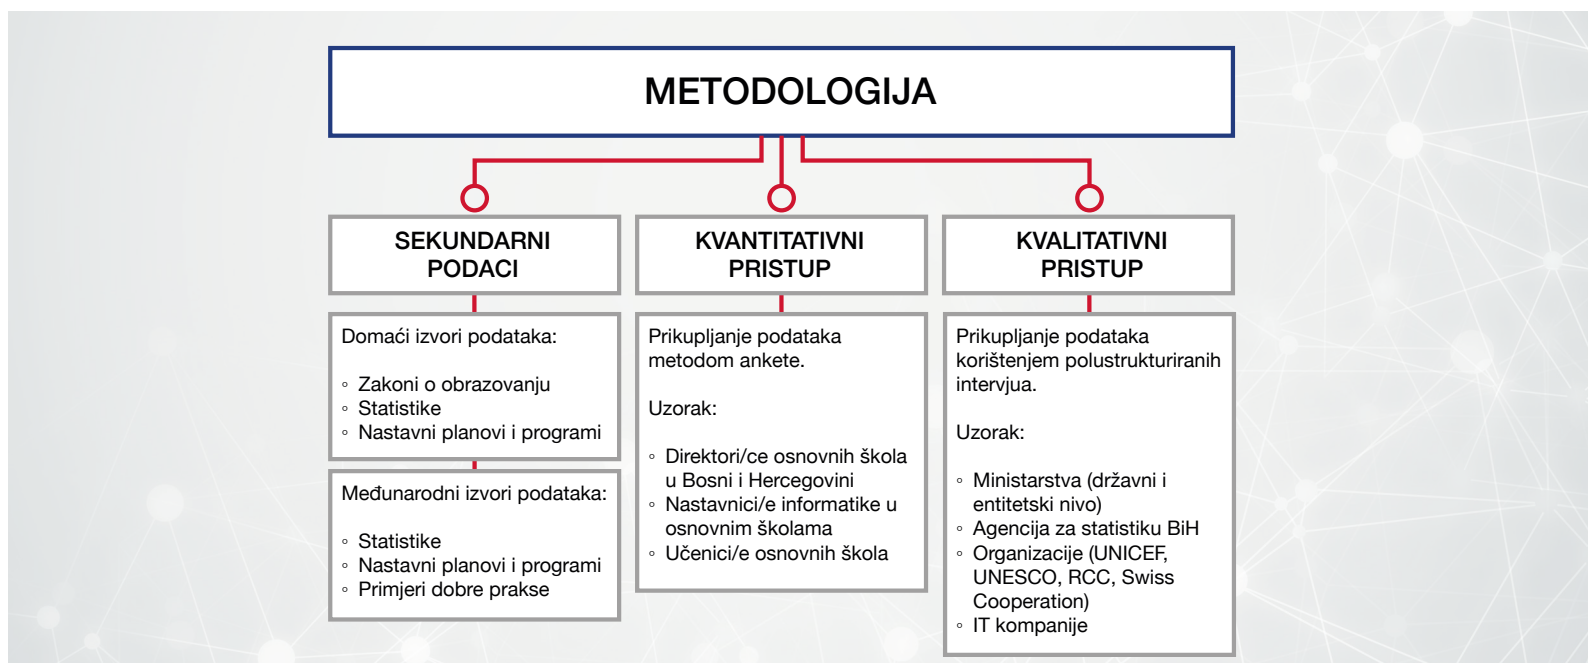 METODOLOGIJA
SEKUNDARNI
PODACI
Domaći izvori podataka:
◦ Zakoni o obrazovanju
◦ Statistike
◦ Nastavni planovi i programi
Međunarodni izvori podataka:
◦ Statistike
◦ Nastavni planovi i programi
◦ Primjeri dobre prakse
KVANTITATIVNI
PRISTUP
Prikupljanje podataka
metodom ankete.
Uzorak:
◦ Direktori/ce osnovnih škola
u Bosni i Hercegovini
◦ Nastavnici/e informatike u
osnovnim školama
◦ Učenici/e osnovnih škola
KVALITATIVNI
PRISTUP
Prikupljanje podataka
korištenjem polustrukturiranih
intervjua.
Uzorak:
◦ Ministarstva (državni i
entitetski nivo)
◦ Agencija za statistiku BiH
◦ Organizacije (UNICEF,
UNESCO, RCC, Swiss
Cooperation)
◦ IT kompanije